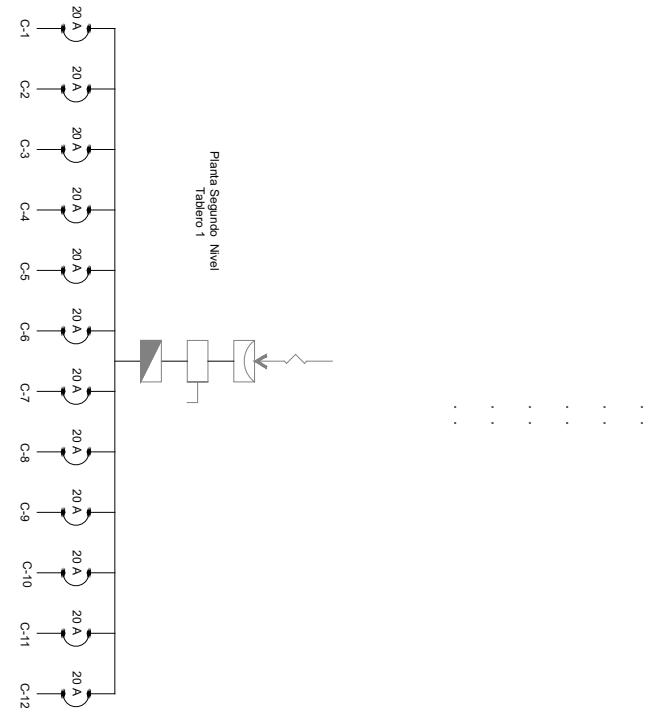 Planta Segundo Nivel
Tablero 1
20 A
20 A
20 A
20 A
20 A
20 A
20 A
20 A
20 A
20 A
20 A
20 A
C-1
C-2
C-3
C-4
C-5
C-6
C-7
C-8
C-9
C-10
C-11
C-12